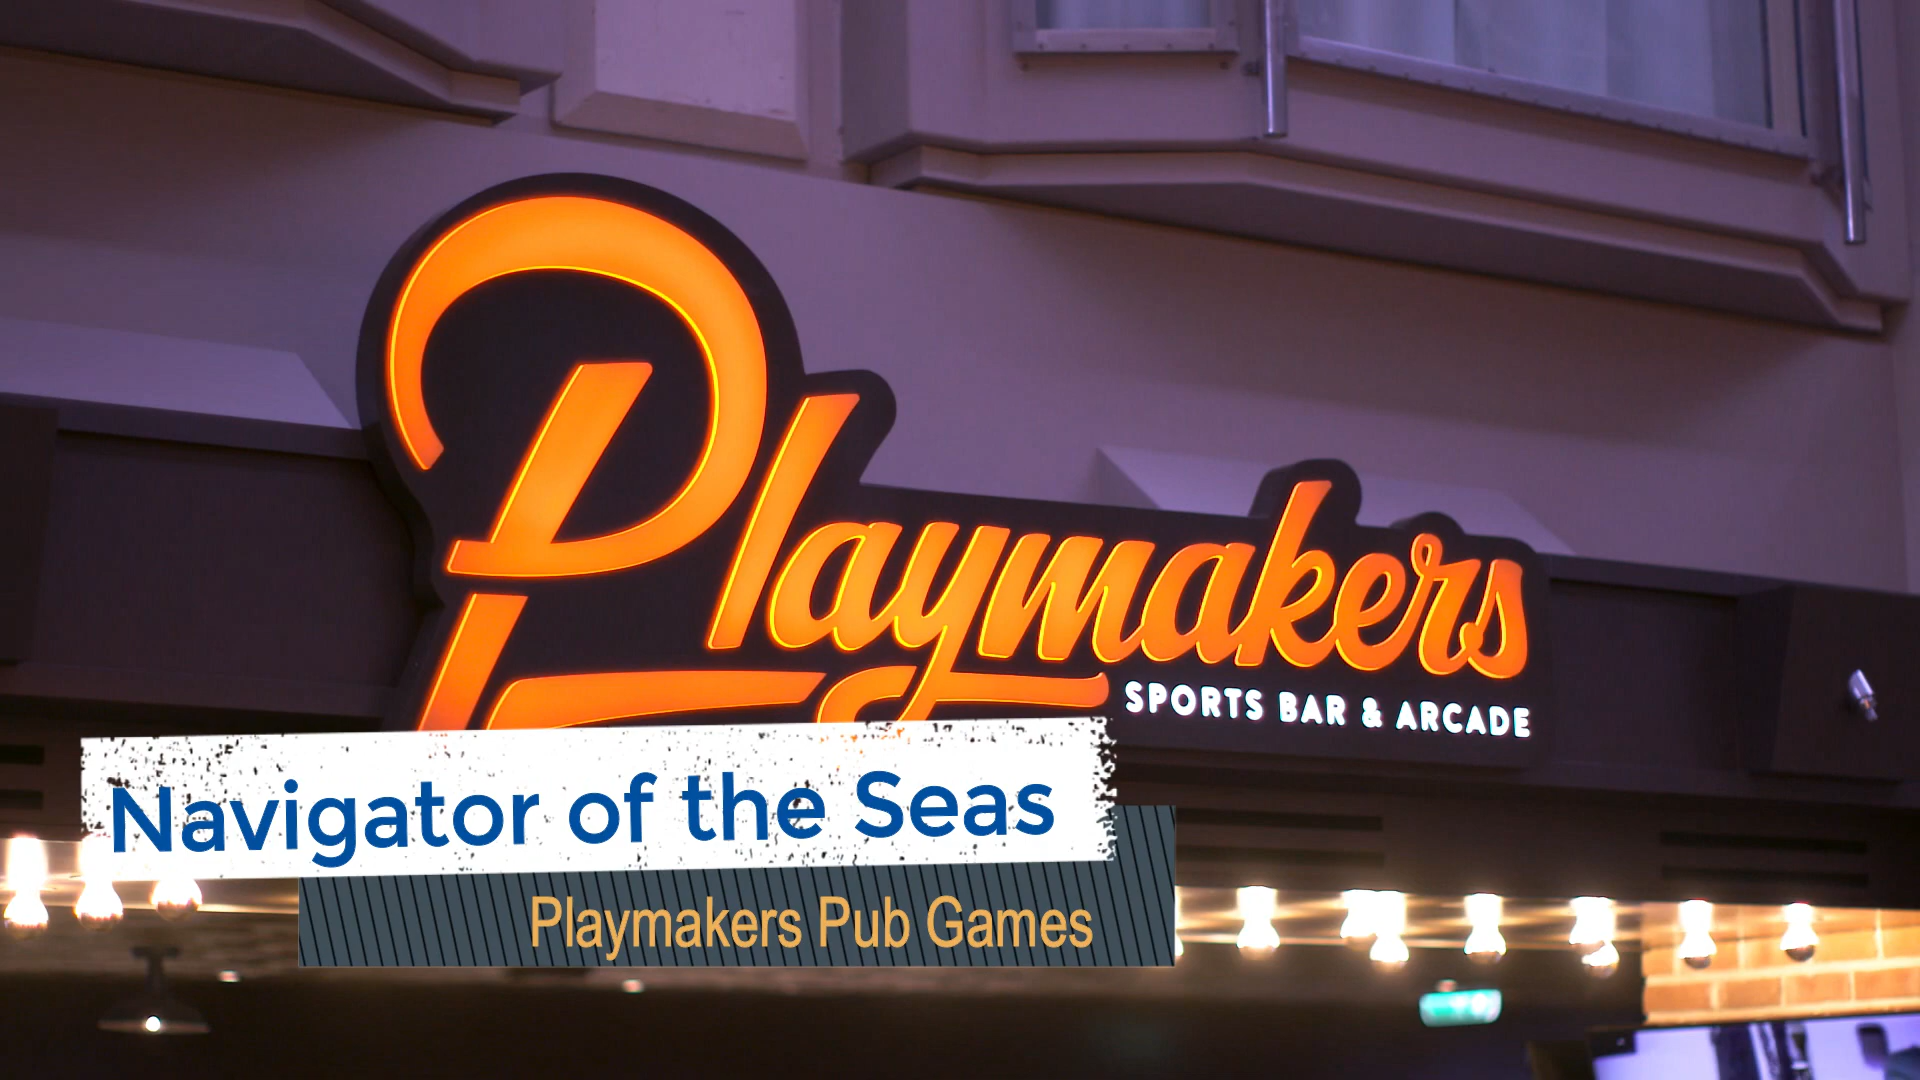 Playmakers
SPORTS BAR & ARCADE
Navigator of the Seas
Playmakers Pub Games